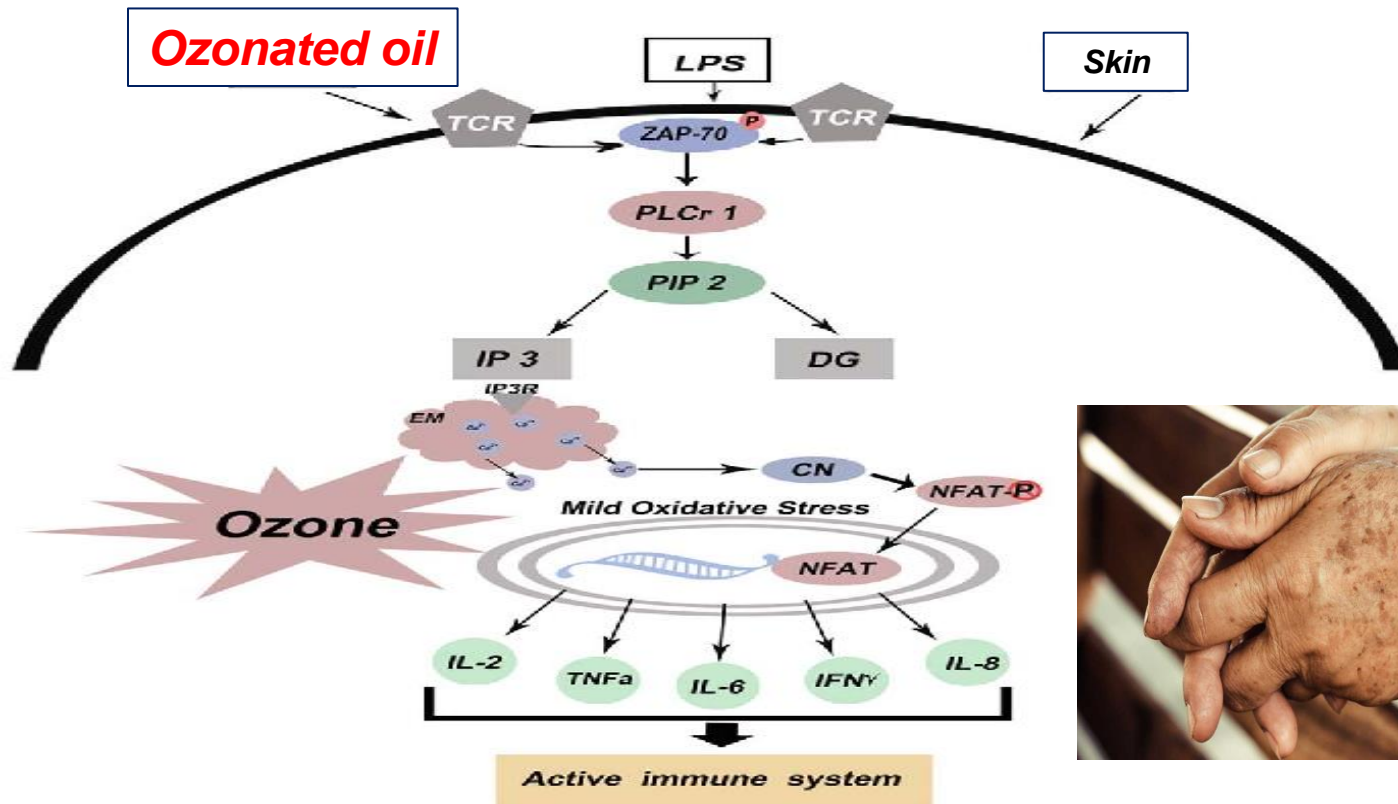 Ozonated oil
LPS
Skin
TCR
ZAP-70
P
TCR
PLCr 1
PIP 2
IP 3
DG
IP3R
EM
CN
NFAT-P
Mild Oxidative Stress
Ozone
NFAT
IL-2
TNFa
IL-6
IFNγ
IL-8
Active immune system